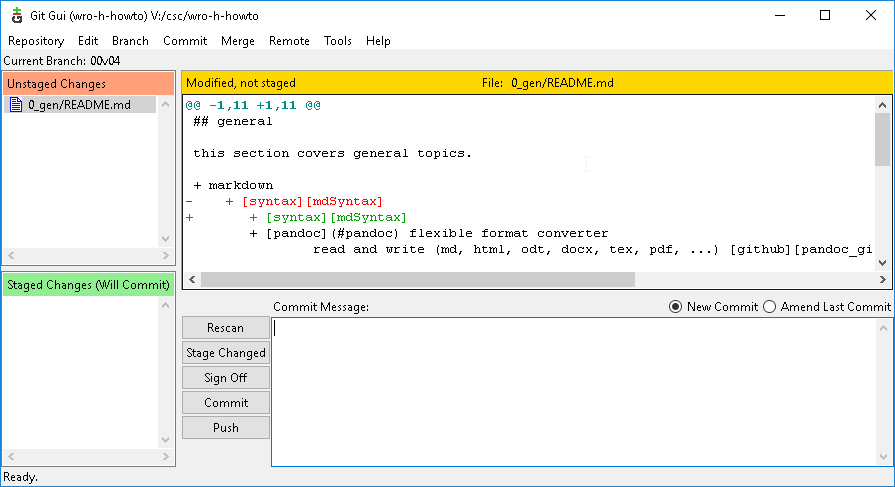 Git Gui (wro-h-howto) V:/csc/wro-h-howto
Repository Edit Branch Commit Merge Remote Tools Help
Current Branch: 00v04
Unstaged Changes
0_gen/README.md
Modified, not staged File: 0_gen/README.md
@@ -1,11 +1,11 @@
## general
this section covers general topics.
+ markdown
-    + [syntax][mdSyntax]
+       + [syntax][mdSyntax]
+ [pandoc](#pandoc) flexible format converter
read and write (md, html, odt, docx, tex, pdf, ...) [github][pandoc_gi
Staged Changes (Will Commit)
Commit Message: New Commit Amend Last Commit
Rescan
Stage Changed
Sign Off
Commit
Push
Ready.